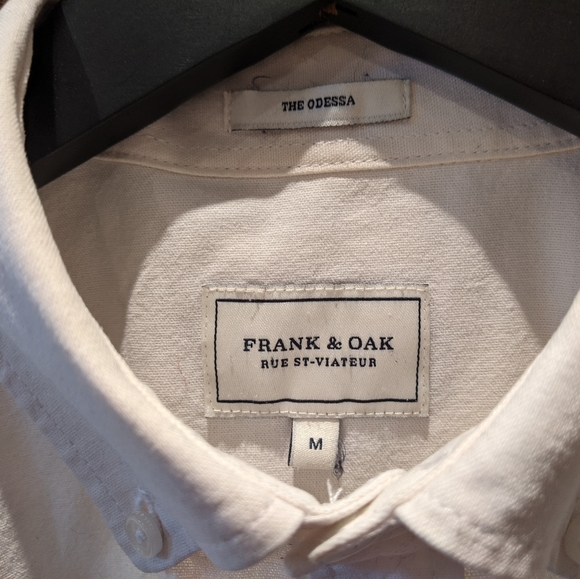 THE ODESSA
FRANK & OAK
RUE ST-VIATEUR
M